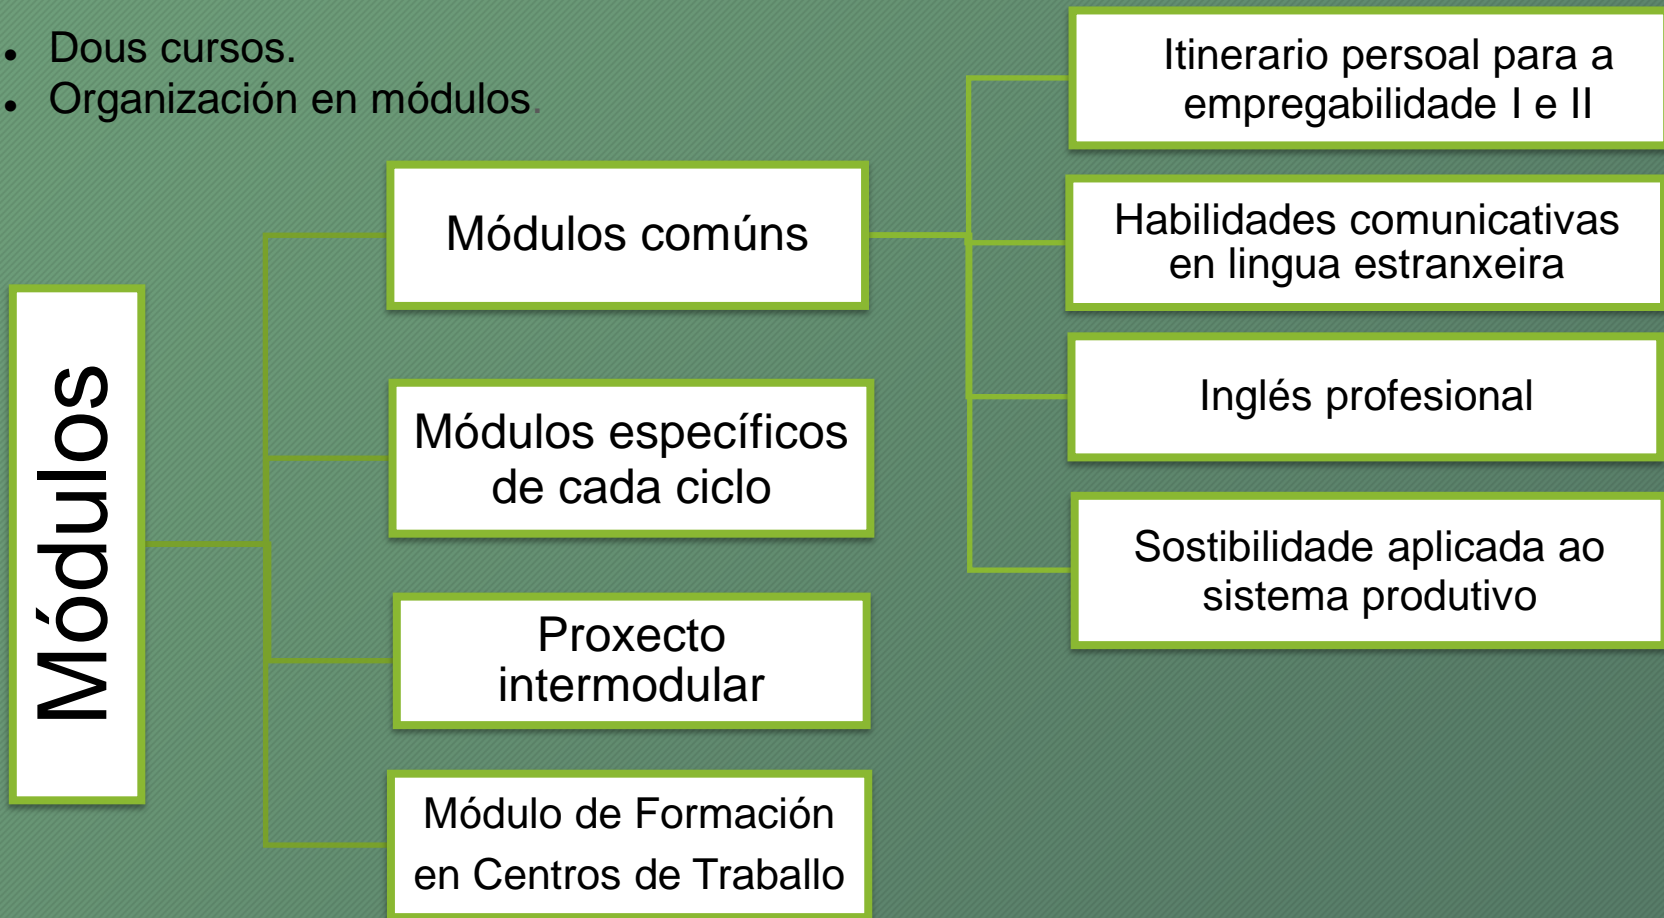 • Dous cursos.
• Organización en módulos.
Módulos
Módulos comúns
Módulos específicos
de cada ciclo
Proxecto
intermodular
Módulo de Formación
en Centros de Traballo
Itinerario persoal para a
empregabilidade I e II
Habilidades comunicativas
en lingua estranxeira
Inglés profesional
Sostibilidade aplicada ao
sistema produtivo